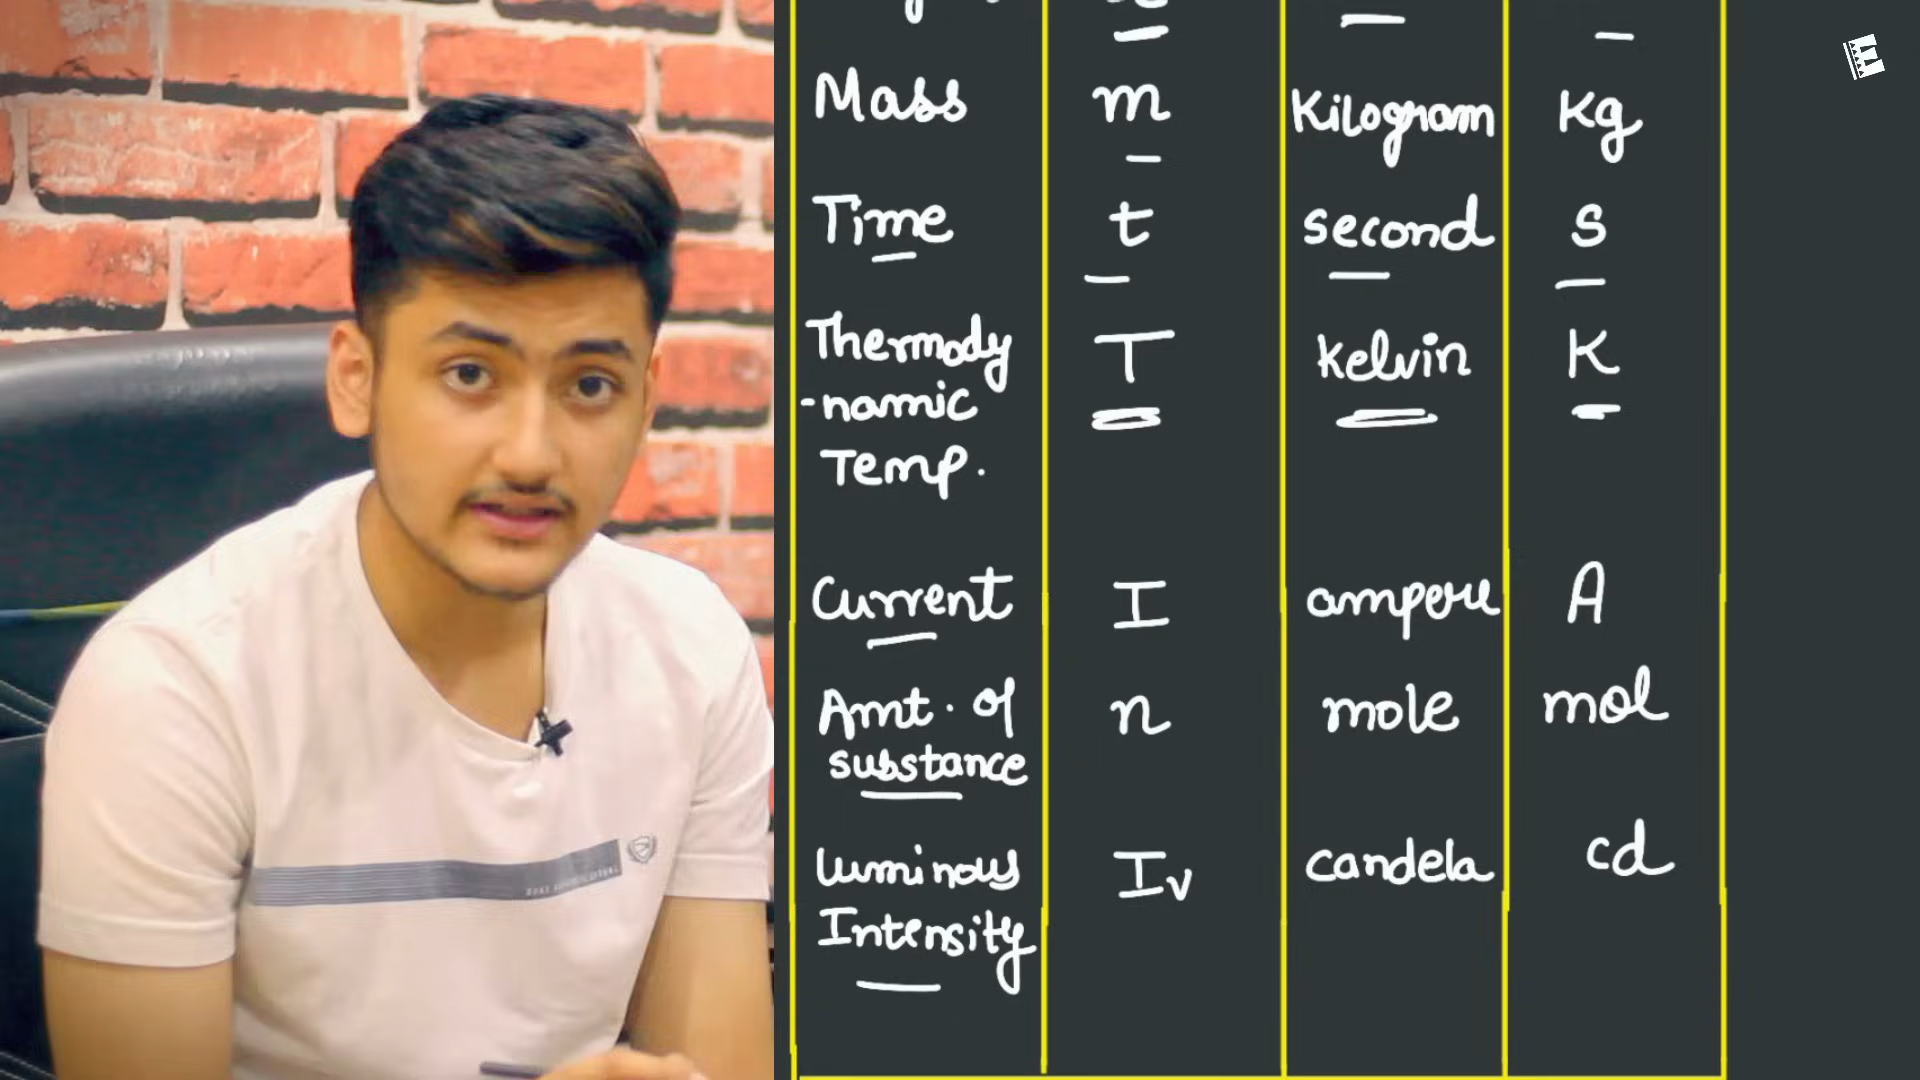 Mass m Kilogram Kg
Time t second s
Thermody T kelvin K
-namic
Temp.
Current I ampere A
Amt. of n mole mol
substance
Luminous Iv candela cd
Intensity
E